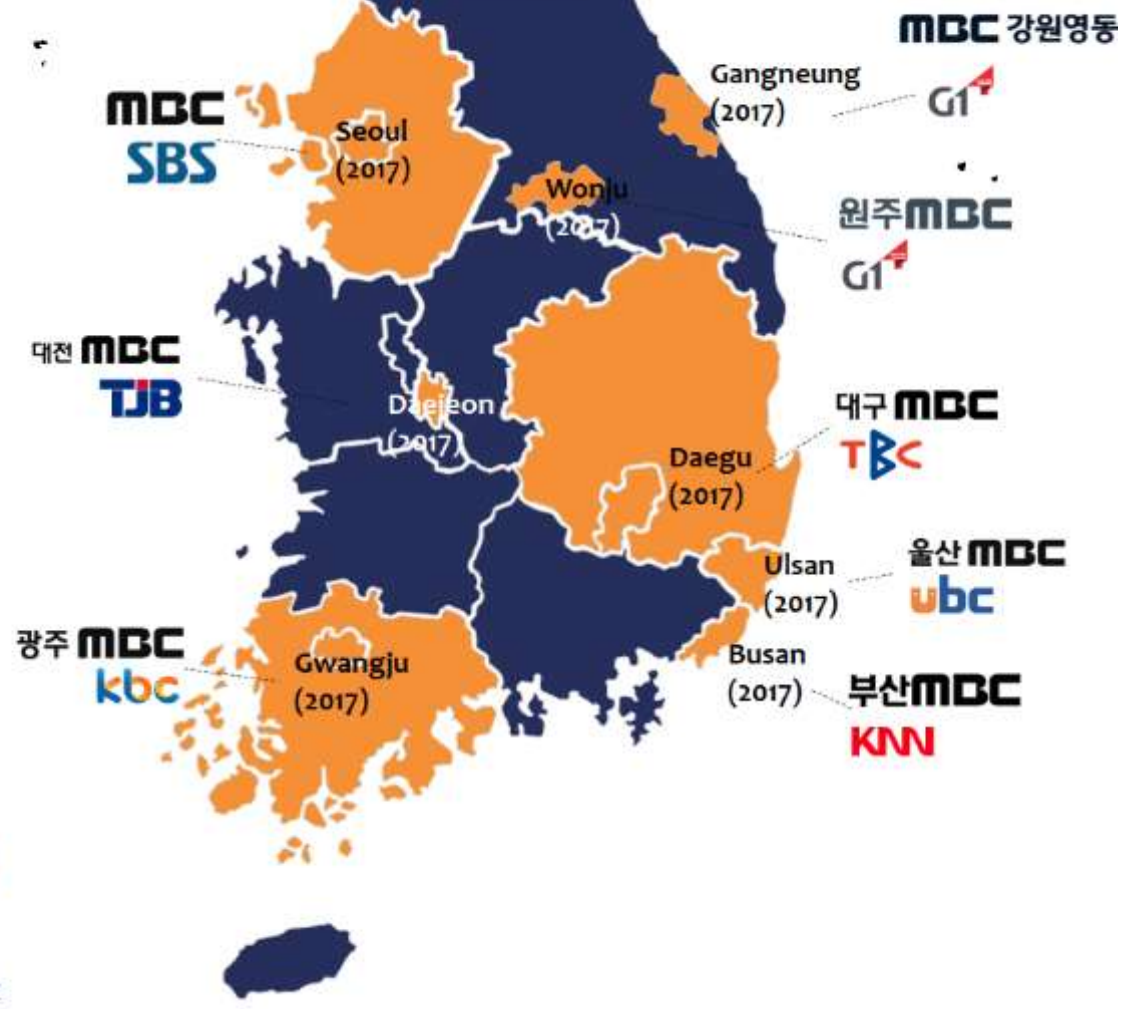 MBC 강원영동
Gangneung
(2017)
G1
MBC
SBS
Seoul
(2017)
Wonju
(2017)
원주MBC
G1
대전 MBC
TJB
Daejeon
(2017)
대구 MBC
TBC
Daegu
(2017)
울산 MBC
ubc
Ulsan
(2017)
광주 MBC
kbc
Gwangju
(2017)
Busan
(2017)
부산MBC
KNN